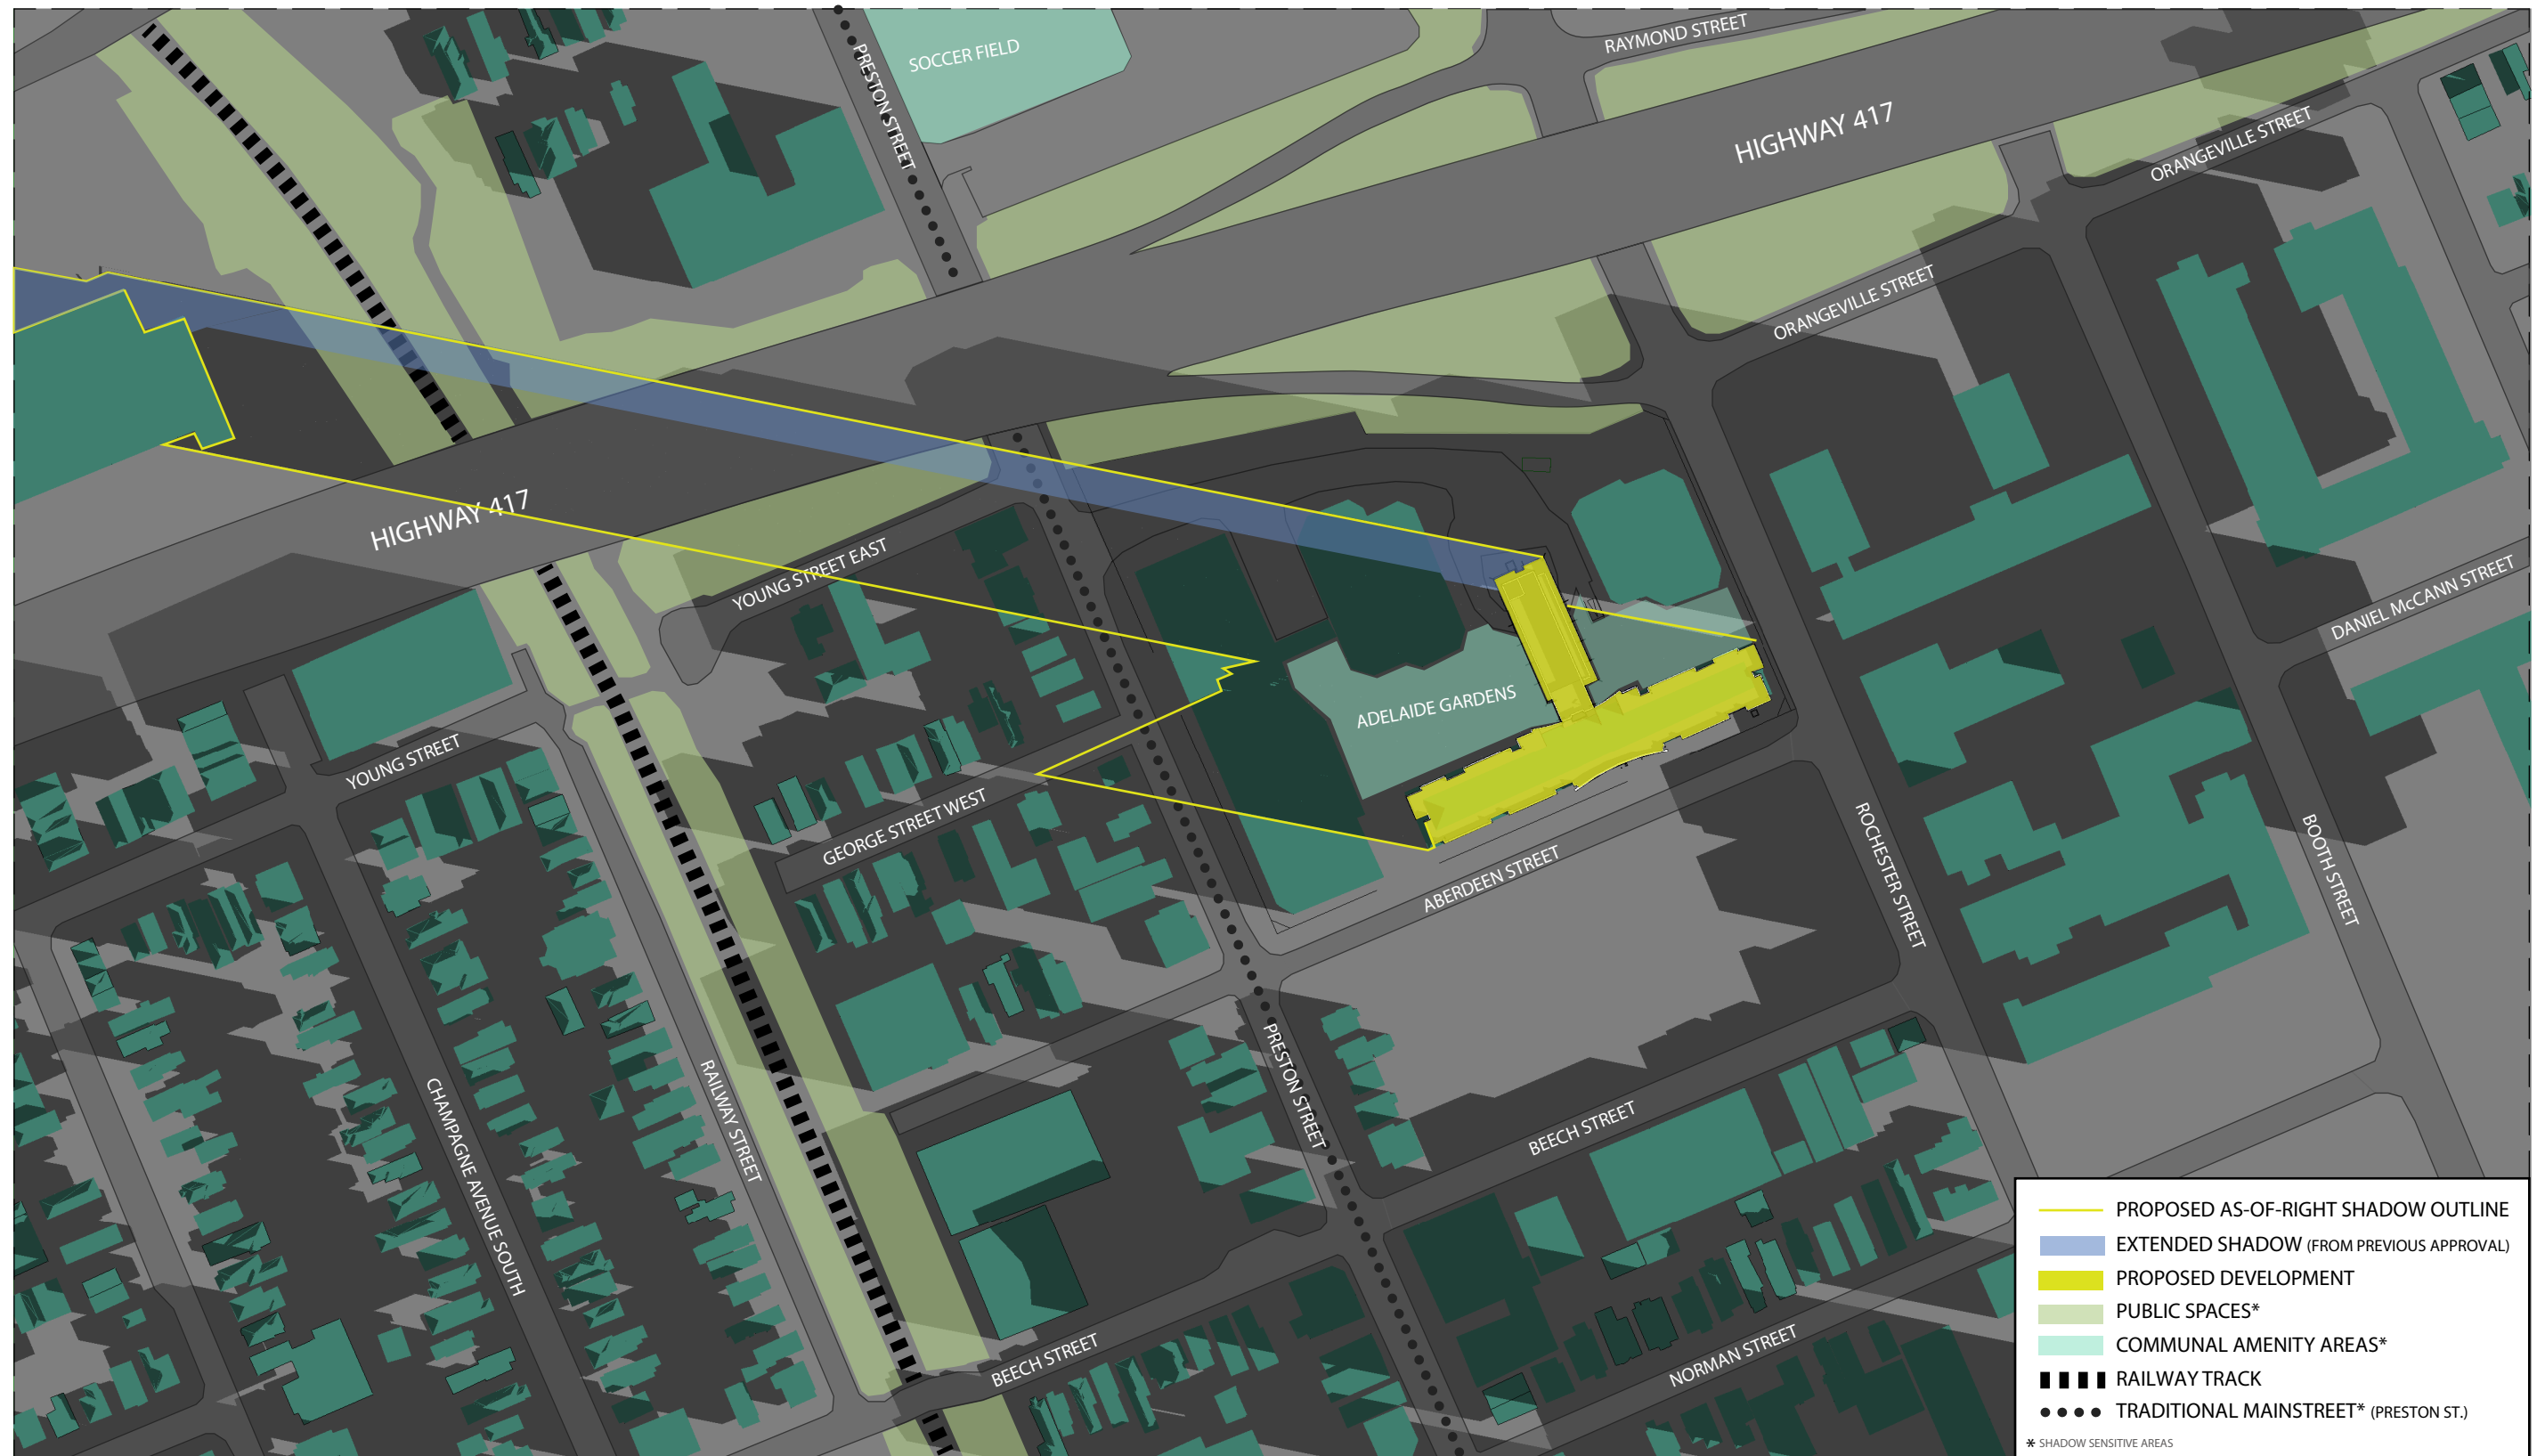 RAYMOND STREET
SOCCER FIELD
PRESTON STREET
HIGHWAY 417
ORANGEVILLE STREET
ORANGEVILLE STREET
HIGHWAY 417
YOUNG STREET EAST
DANIEL McCANN STREET
ADELAIDE GARDENS
YOUNG STREET
GEORGE STREET WEST
ABERDEEN STREET
ROCHESTER STREET
BOOTH STREET
RAILWAY STREET
CHAMPAGNE AVENUE SOUTH
PRESTON STREET
BEECH STREET
BEECH STREET
NORMAN STREET
PROPOSED AS-OF-RIGHT SHADOW OUTLINE
EXTENDED SHADOW (FROM PREVIOUS APPROVAL)
PROPOSED DEVELOPMENT
PUBLIC SPACES*
COMMUNAL AMENITY AREAS*
RAILWAY TRACK
TRADITIONAL MAINSTREET* (PRESTON ST.)
* SHADOW SENSITIVE AREAS